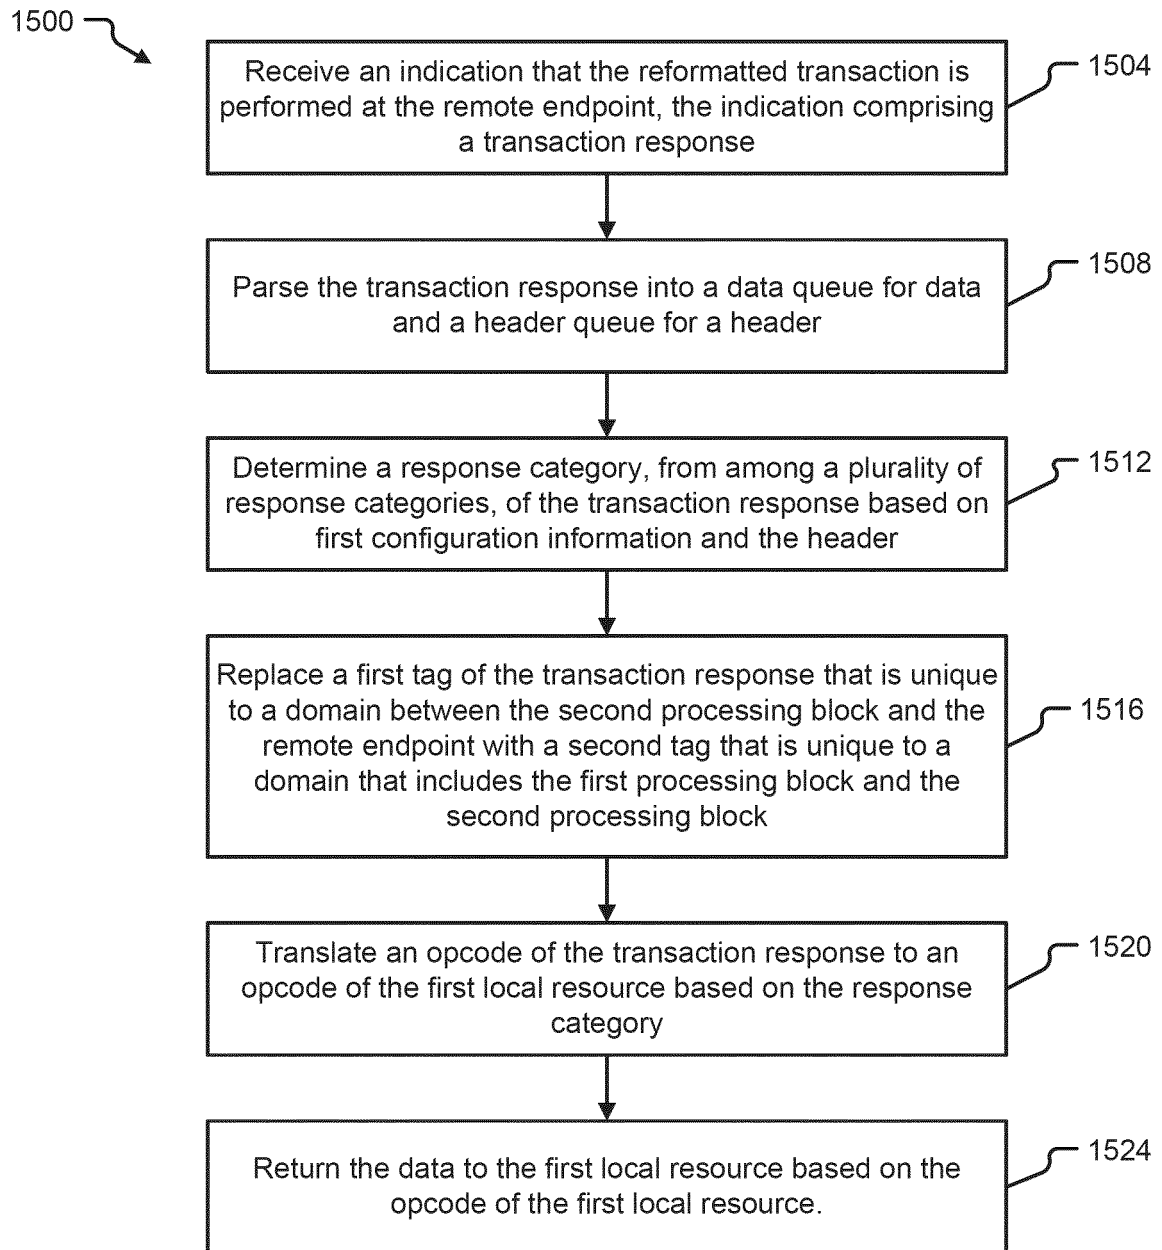 1500
Receive an indication that the reformatted transaction is
performed at the remote endpoint, the indication comprising
a transaction response
1504
Parse the transaction response into a data queue for data
and a header queue for a header
1508
Determine a response category, from among a plurality of
response categories, of the transaction response based on
first configuration information and the header
1512
Replace a first tag of the transaction response that is unique
to a domain between the second processing block and the
remote endpoint with a second tag that is unique to a
domain that includes the first processing block and the
second processing block
1516
Translate an opcode of the transaction response to an
opcode of the first local resource based on the response
category
1520
Return the data to the first local resource based on the
opcode of the first local resource.
1524